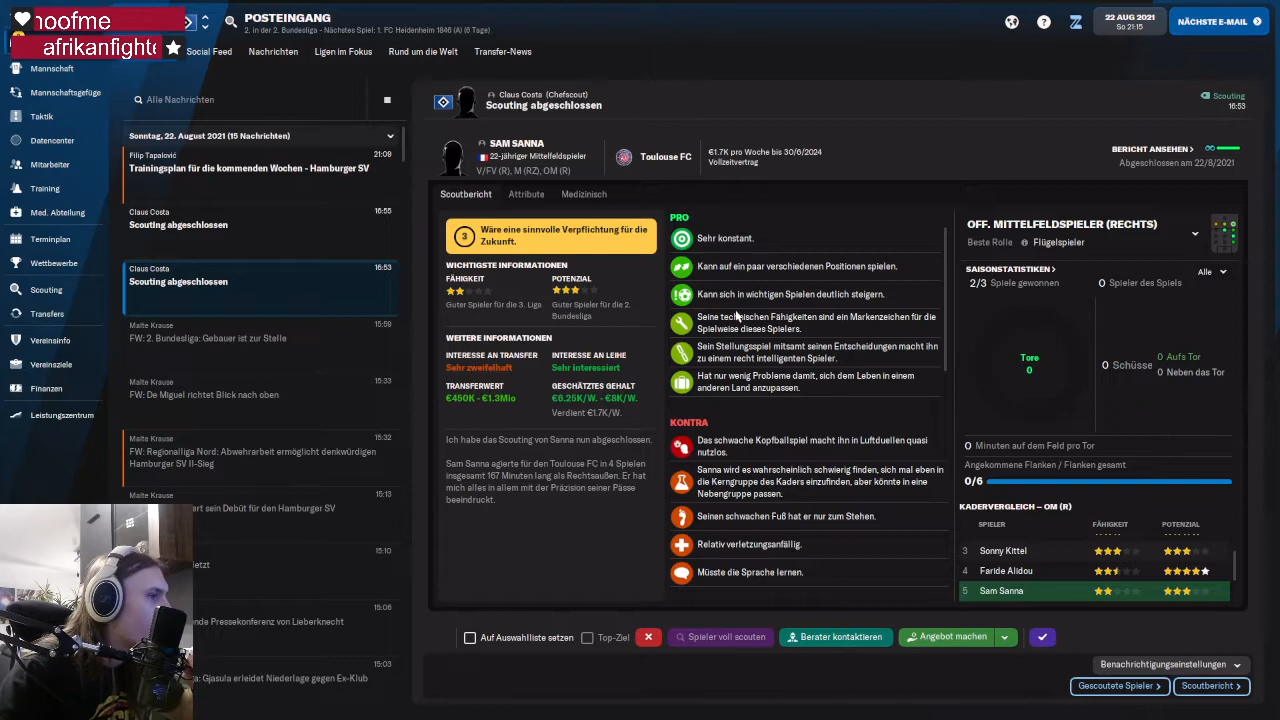 noofme
afrikanfighte
POSTEINGANG
2. in der 2. Bundesliga - Nächstes Spiel: 1. FC Heidenheim 1846 (A) (6 Tage)
22 AUG 2021
So 21:15
NÄCHSTE E-MAIL
Social Feed
Nachrichten
Ligen im Fokus
Rund um die Welt
Transfer-News
Mannschaft
Mannschaftsgefüge
Taktik
Datencenter
Mitarbeiter
Training
Med. Abteilung
Terminplan
Wettbewerbe
Scouting
Transfers
Verein
Vereinsziele
Finanzen
Leistungszentrum
Alle Nachrichten
Sonntag, 22. August 2021 (15 Nachrichten)
Filip Tapalović
21:09
Trainingsplan für die kommenden Wochen - Hamburger SV
Claus Costa
16:55
Scouting abgeschlossen
Claus Costa
16:53
Scouting abgeschlossen
Malte Krause
15:59
FW: 2. Bundesliga: Gebauer ist zur Stelle
Malte Krause
15:33
FW: De Miguel richtet Blick nach oben
Malte Krause
15:32
FW: Regionalliga Nord: Abwehrarbeit ermöglicht denkwürdigen
Hamburger SV II-Sieg
Malte Krause
15:13
ert sein Debüt für den Hamburger SV
15:10
letzt
15:06
ende Pressekonferenz von Lieberknecht
15:03
ga: Gjasula erleidet Niederlage gegen Ex-Klub
Claus Costa (Chefscout)
Scouting abgeschlossen
Scouting
16:53
SAM SANNA
22-jähriger Mittelfeldspieler
V/FV (R), M (RZ), OM (R)
Toulouse FC
€1.7K pro Woche bis 30/6/2024
Vollzeitvertrag
BERICHT ANSEHEN >
Abgeschlossen am 22/8/2021
Scoutbericht
Attribute
Medizinisch
3
Wäre eine sinnvolle Verpflichtung für die
Zukunft.
WICHTIGSTE INFORMATIONEN
FÄHIGKEIT
POTENZIAL
Guter Spieler für die 3. Liga
Guter Spieler für die 2.
Bundesliga
WEITERE INFORMATIONEN
INTERESSE AN TRANSFER
INTERESSE AN LEIHE
Sehr zweifelhaft
Sehr interessiert
TRANSFERWERT
GESCHÄTZTES GEHALT
€450K - €1.3Mio
€6.25K/W. - €8K/W.
Verdient €1.7K/W.
Ich habe das Scouting von Sanna nun abgeschlossen.
Sam Sanna agierte für den Toulouse FC in 4 Spielen
insgesamt 167 Minuten lang als Rechtsaußen. Er hat
mich alles in allem mit der Präzision seiner Pässe
beeindruckt.
PRO
Sehr konstant.
Kann auf ein paar verschiedenen Positionen spielen.
Kann sich in wichtigen Spielen deutlich steigern.
Seine technischen Fähigkeiten sind ein Markenzeichen für die
Spielweise dieses Spielers.
Sein Stellungsspiel mitsamt seinen Entscheidungen macht ihn
zu einem recht intelligenten Spieler.
Hat nur wenig Probleme damit, sich dem Leben in einem
anderen Land anzupassen.
KONTRA
Das schwache Kopfballspiel macht ihn in Luftduellen quasi
nutzlos.
Sanna wird es wahrscheinlich schwierig finden, sich mal eben in
die Kerngruppe des Kaders einzufinden, aber könnte in eine
Nebengruppe passen.
Seinen schwachen Fuß hat er nur zum Stehen.
Relativ verletzungsanfällig.
Müsste die Sprache lernen.
OFF. MITTELFELDSPIELER (RECHTS)
Beste Rolle
Flügelspieler
SAISONSTATISTIKEN >
Alle
2/3 Spiele gewonnen
0 Spieler des Spiels
Tore
0
0 Schüsse
0 Aufs Tor
0 Neben das Tor
0 Minuten auf dem Feld pro Tor
Angekommene Flanken / Flanken gesamt
0/6
KADERVERGLEICH – OM (R)
SPIELER
FÄHIGKEIT
POTENZIAL
3 Sonny Kittel
4 Faride Alidou
5 Sam Sanna
Auf Auswahlliste setzen
Top-Ziel
Spieler voll scouten
Berater kontaktieren
Angebot machen
Benachrichtigungseinstellungen
Gescoutete Spieler >
Scoutbericht >